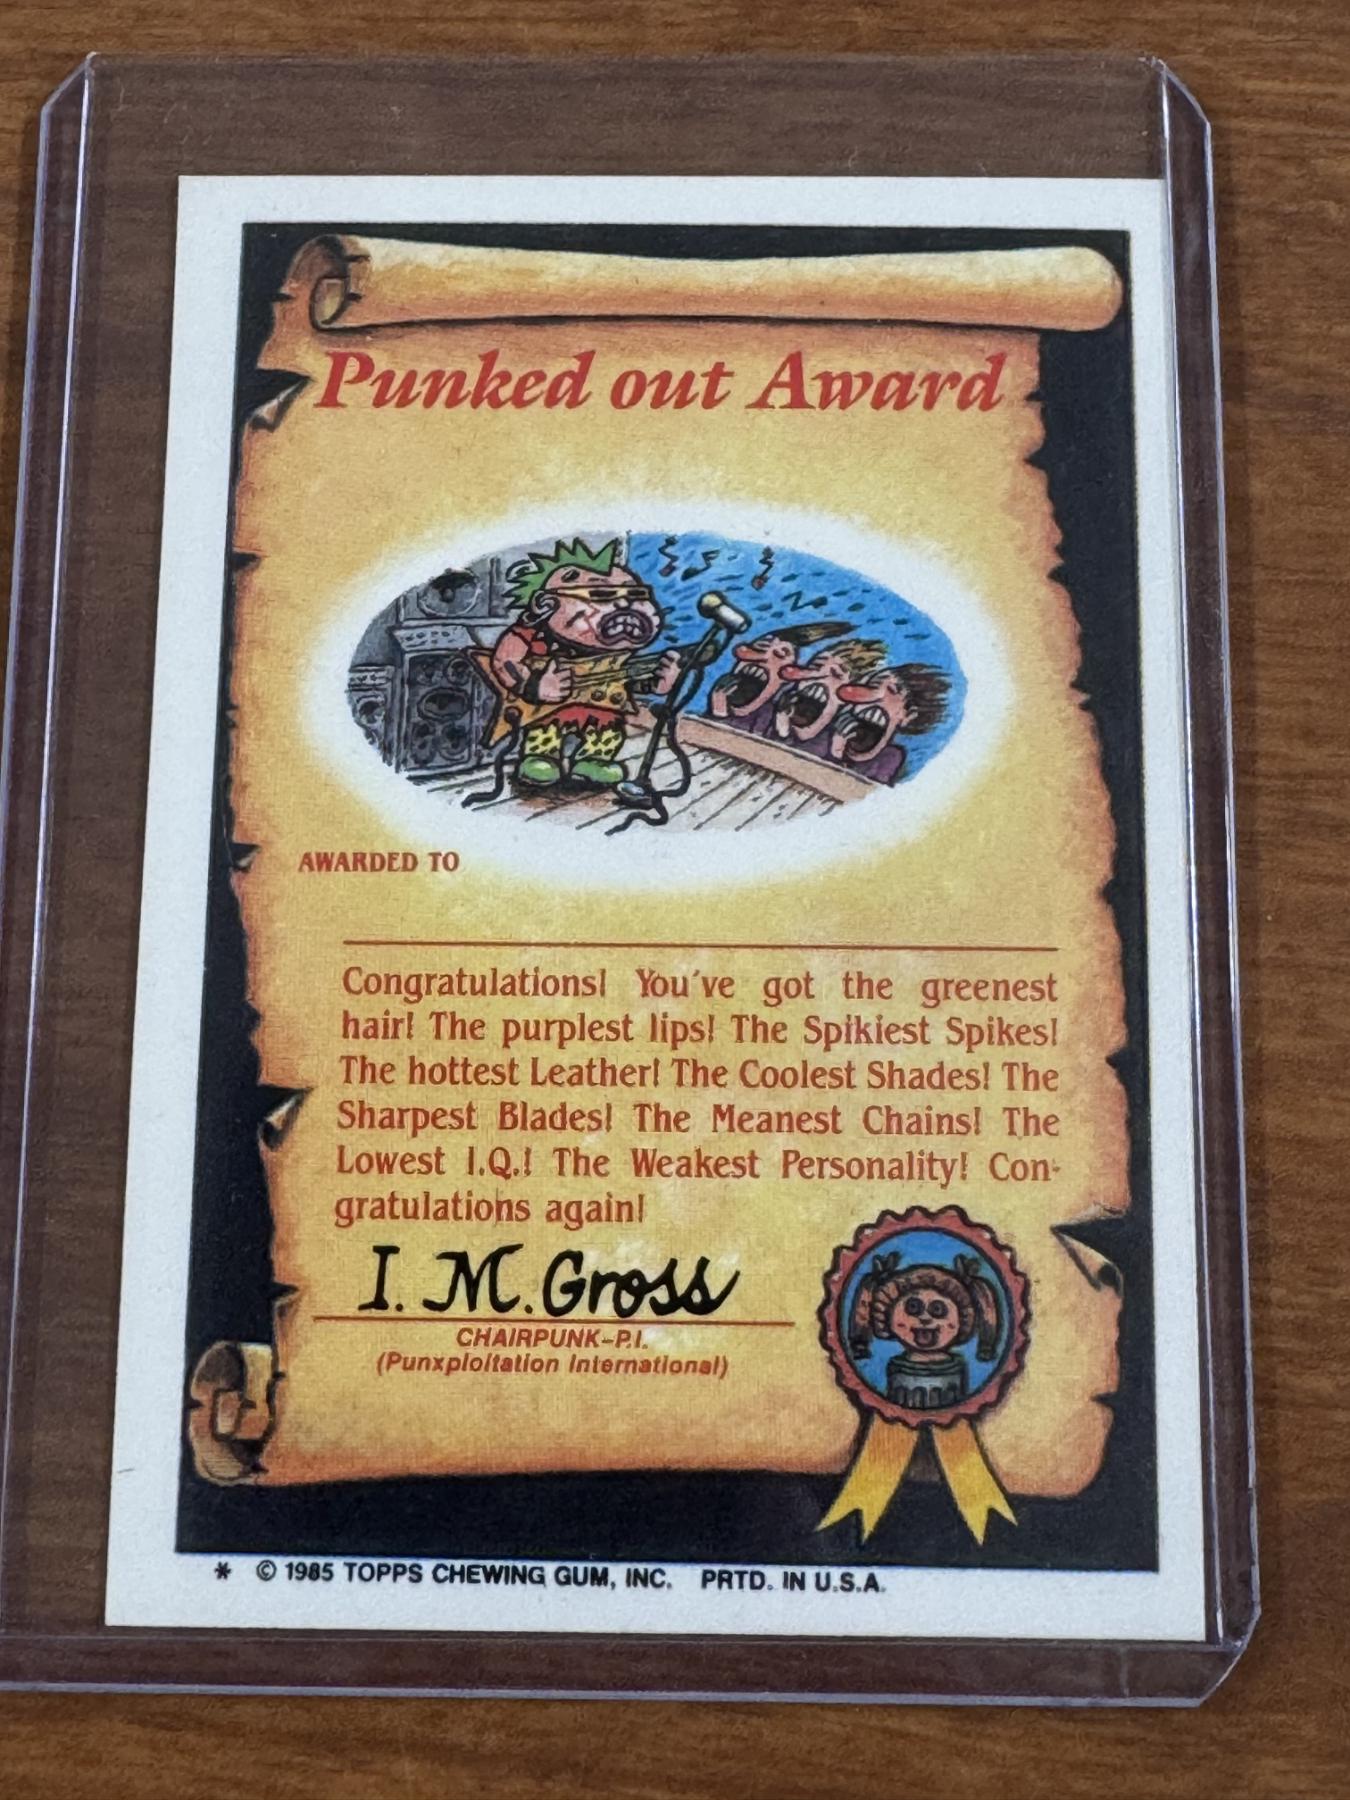 Punked out Award
AWARDED TO
Congratulations! You've got the greenest
hair! The purplest lips! The Spikiest Spikes!
The hottest Leather! The Coolest Shades! The
Sharpest Blades! The Meanest Chains! The
Lowest I.Q.! The Weakest Personality! Con-
gratulations again!
I. M. Gross
CHAIRPUNK-P.I.
(Punxploitation International)
* © 1985 TOPPS CHEWING GUM, INC. PRTD. IN U.S.A.